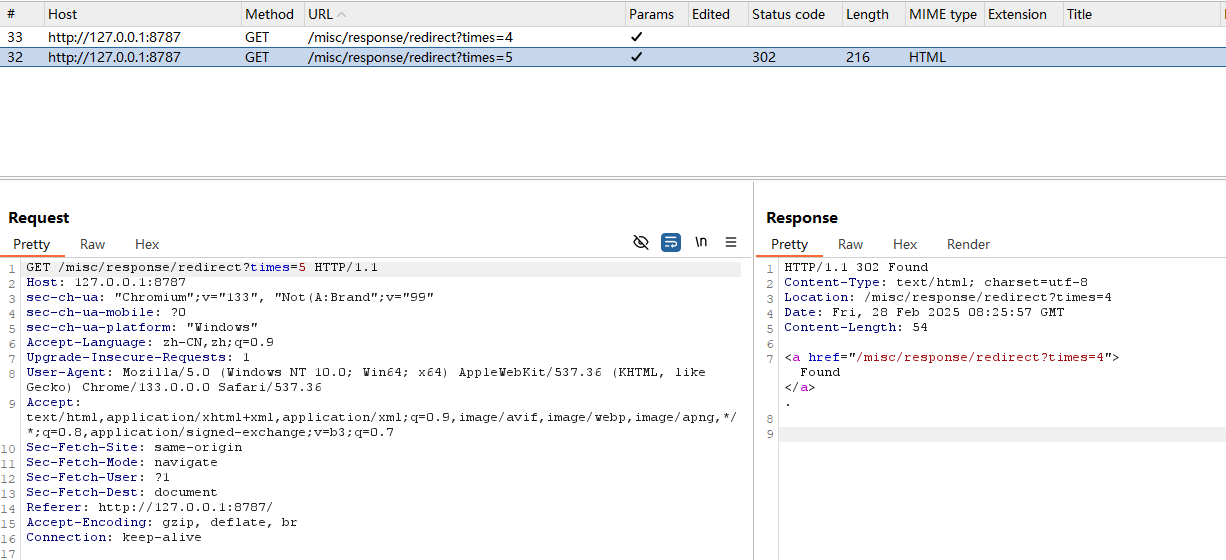 # Host Method URL Params Edited Status code Length MIME type Extension Title
33 http://127.0.0.1:8787 GET /misc/response/redirect?times=4 ✓
32 http://127.0.0.1:8787 GET /misc/response/redirect?times=5 ✓ 302 216 HTML
Request
Pretty Raw Hex \n
1 GET /misc/response/redirect?times=5 HTTP/1.1
2 Host: 127.0.0.1:8787
3 sec-ch-ua: "Chromium";v="133", "Not(A:Brand";v="99"
4 sec-ch-ua-mobile: ?0
5 sec-ch-ua-platform: "Windows"
6 Accept-Language: zh-CN,zh;q=0.9
7 Upgrade-Insecure-Requests: 1
8 User-Agent: Mozilla/5.0 (Windows NT 10.0; Win64; x64) AppleWebKit/537.36 (KHTML, like
Gecko) Chrome/133.0.0.0 Safari/537.36
9 Accept:
text/html,application/xhtml+xml,application/xml;q=0.9,image/avif,image/webp,image/apng,*/
*;q=0.8,application/signed-exchange;v=b3;q=0.7
10 Sec-Fetch-Site: same-origin
11 Sec-Fetch-Mode: navigate
12 Sec-Fetch-User: ?1
13 Sec-Fetch-Dest: document
14 Referer: http://127.0.0.1:8787/
15 Accept-Encoding: gzip, deflate, br
16 Connection: keep-alive
17
Response
Pretty Raw Hex Render
1 HTTP/1.1 302 Found
2 Content-Type: text/html; charset=utf-8
3 Location: /misc/response/redirect?times=4
4 Date: Fri, 28 Feb 2025 08:25:57 GMT
5 Content-Length: 54
6
7 <a href="/misc/response/redirect?times=4">
Found
</a>
.
8
9